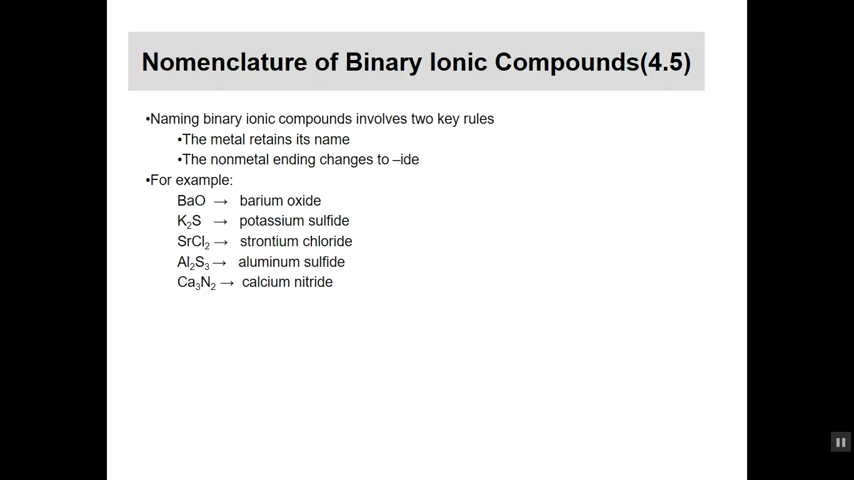 Nomenclature of Binary Ionic Compounds(4.5)
•Naming binary ionic compounds involves two key rules
•The metal retains its name
•The nonmetal ending changes to –ide
•For example:
BaO → barium oxide
K₂S → potassium sulfide
SrCl₂ → strontium chloride
Al₂S₃ → aluminum sulfide
Ca₃N₂ → calcium nitride